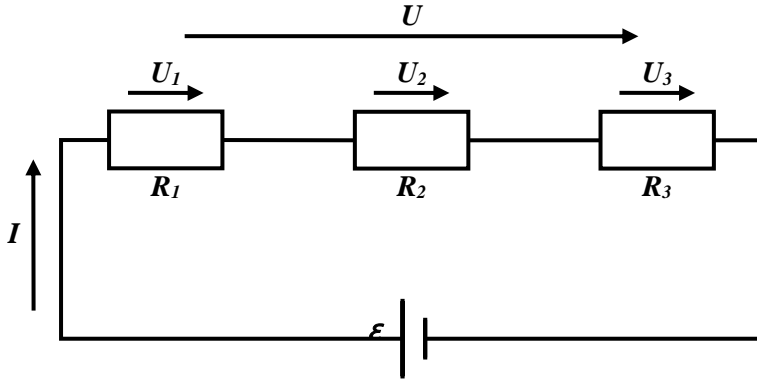 U
U₁ U₂ U₃
R₁ R₂ R₃
I
ε